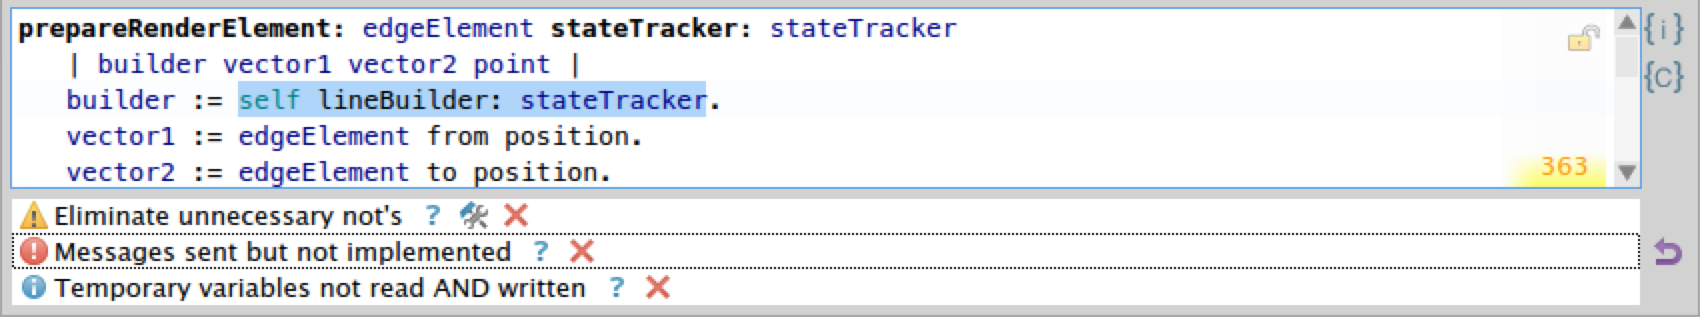 prepareRenderElement: edgeElement stateTracker: stateTracker
| builder vector1 vector2 point |
builder := self lineBuilder: stateTracker.
vector1 := edgeElement from position.
vector2 := edgeElement to position.
363
{i}
{C}
Eliminate unnecessary not's ?
Messages sent but not implemented ?
Temporary variables not read AND written ?